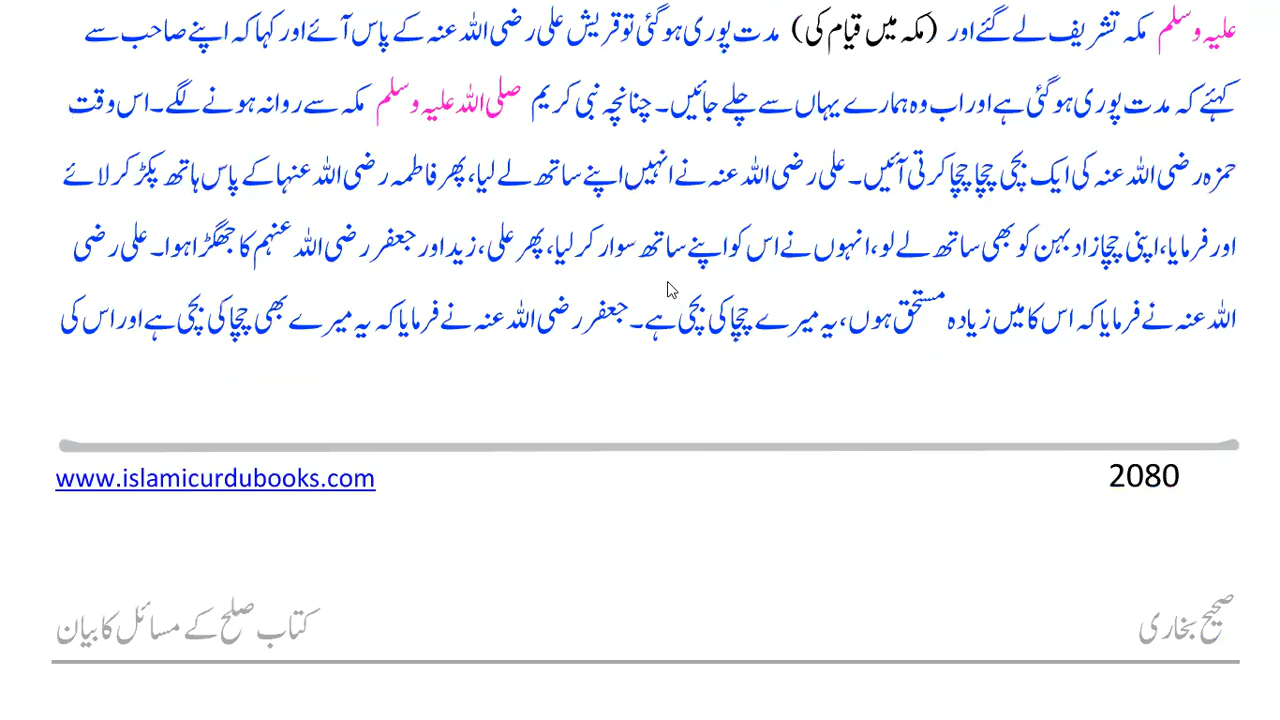 علیہ وسلم مکہ تشریف لے گئے اور (مکہ میں قیام کی) مدت پوری ہو گئی تو قریش علی رضی اللہ عنہ کے پاس آئے اور کہا کہ اپنے صاحب سے
کہئے کہ مدت پوری ہو گئی ہے اور اب وہ ہمارے یہاں سے چلے جائیں۔ چنانچہ نبی کریم صلی اللہ علیہ وسلم مکہ سے روانہ ہونے لگے۔ اس وقت
حمزہ رضی اللہ عنہ کی ایک بچی چچا چچا کرتی آئیں۔ علی رضی اللہ عنہ نے انہیں اپنے ساتھ لے لیا، پھر فاطمہ رضی اللہ عنہا کے پاس ہاتھ پکڑ کر لائے
اور فرمایا، اپنی چچازاد بہن کو بھی ساتھ لے لو، انہوں نے اس کو اپنے ساتھ سوار کر لیا، پھر علی، زید اور جعفر رضی اللہ عنہم کا جھگڑا ہوا۔ علی رضی
اللہ عنہ نے فرمایا کہ اس کا میں زیادہ مستحق ہوں، یہ میرے چچا کی بچی ہے۔ جعفر رضی اللہ عنہ نے فرمایا کہ یہ میرے بھی چچا کی بچی ہے اور اس کی
www.islamicurdubooks.com 2080
صحیح بخاری کتاب صلح کے مسائل کا بیان